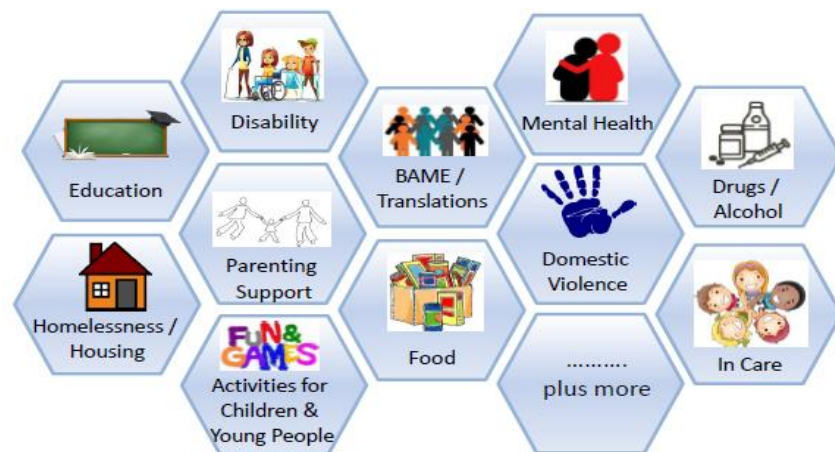 Disability
Mental Health
Education
BAME /
Translations
Drugs /
Alcohol
Parenting
Support
Domestic
Violence
Homelessness /
Housing
FUN &
GAMES
Activities for
Children &
Young People
Food
……….
plus more
In Care